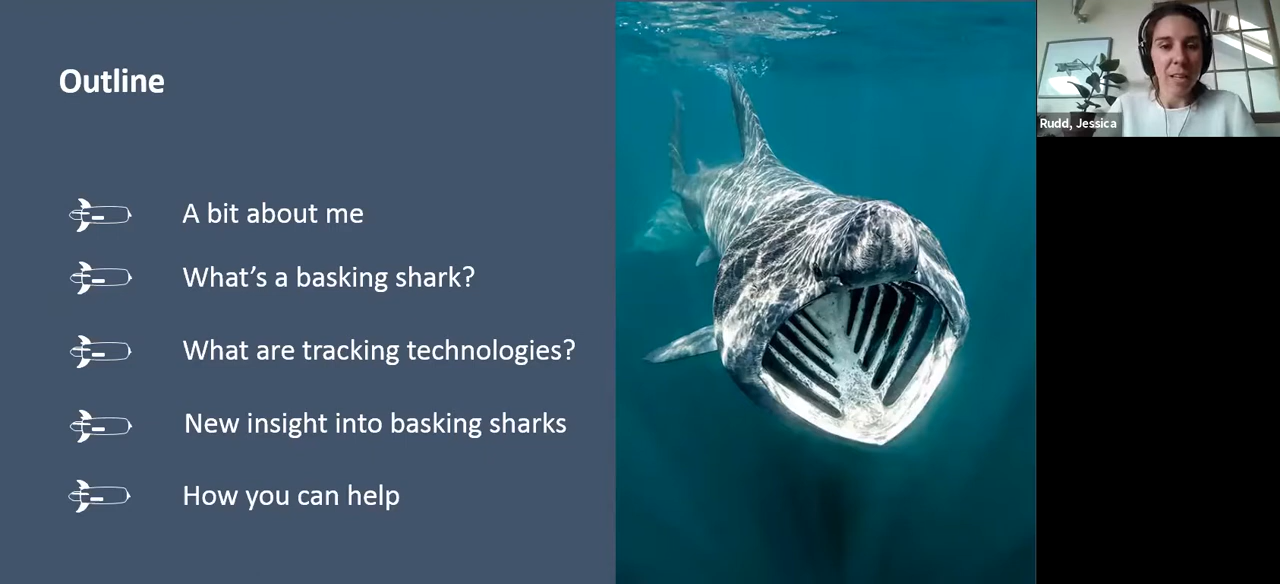 Outline
A bit about me
What’s a basking shark?
What are tracking technologies?
New insight into basking sharks
How you can help
Rudd, Jessica